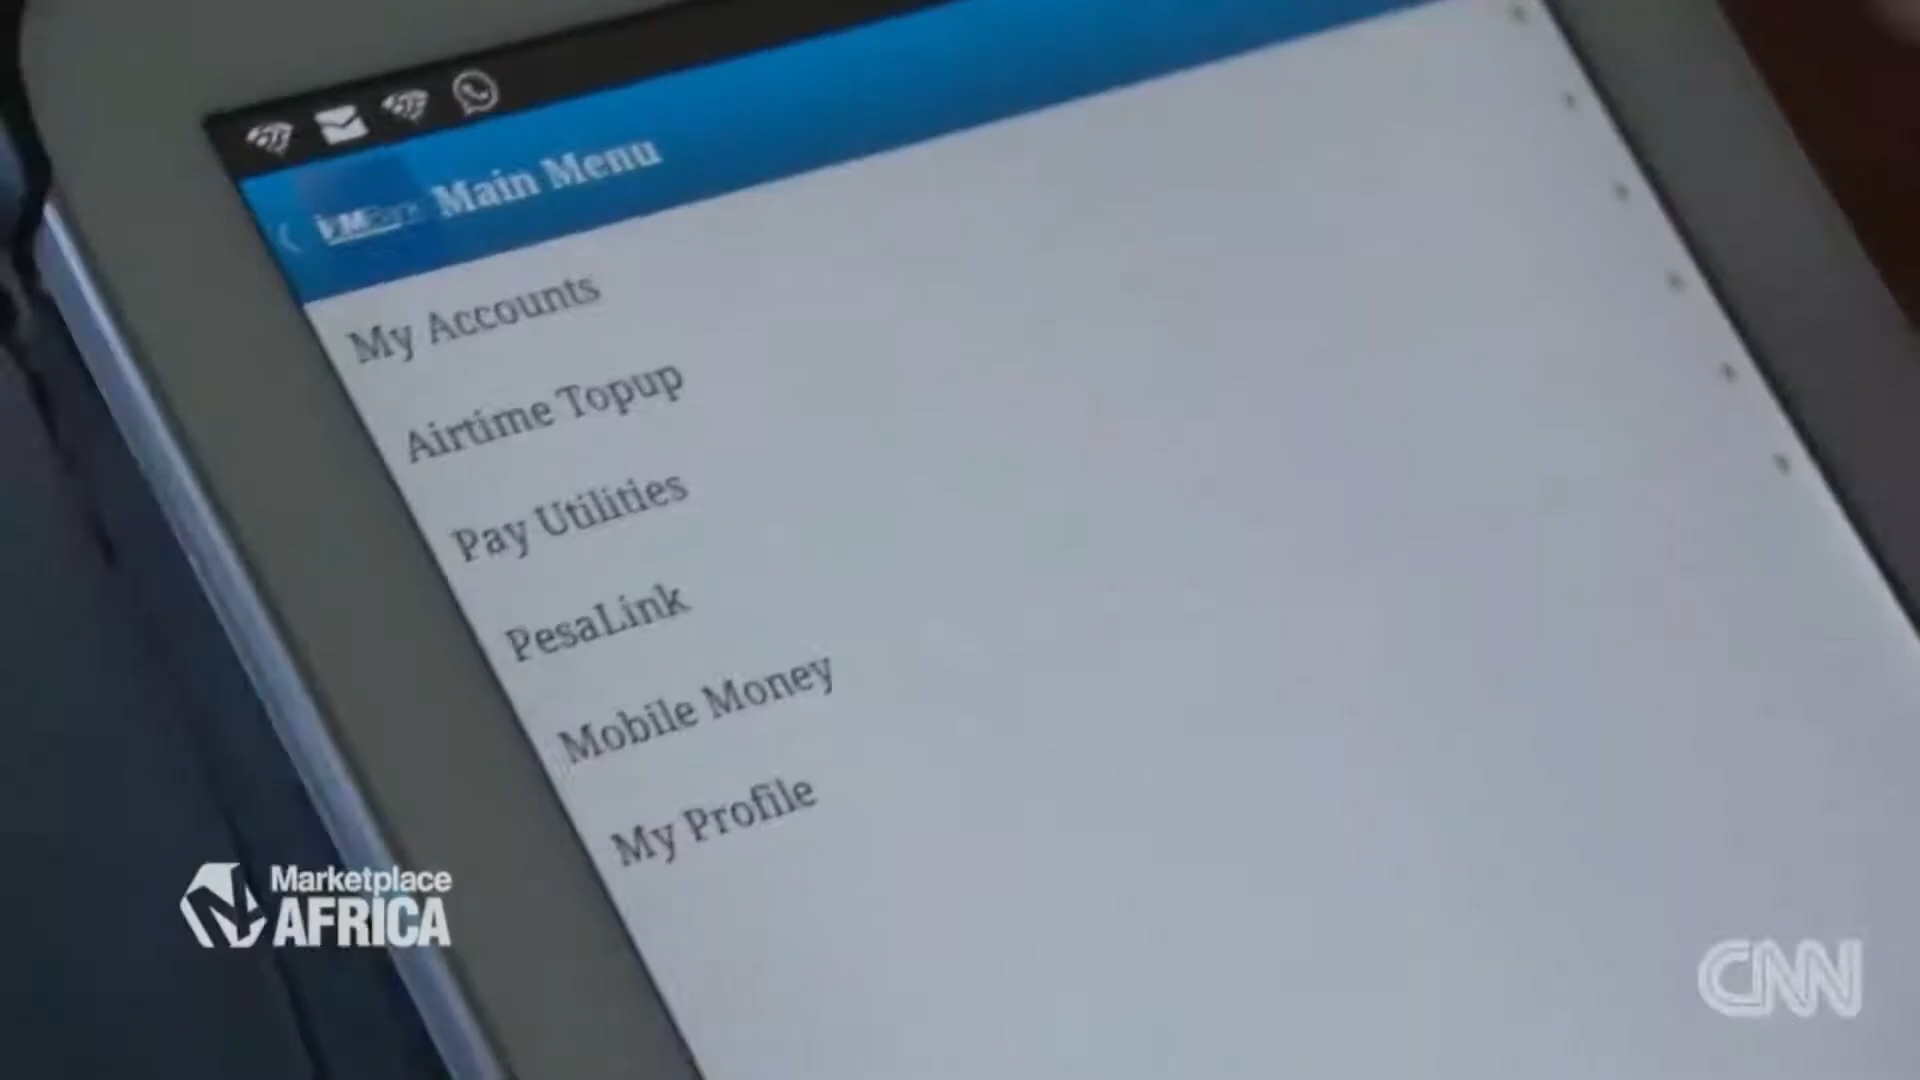 Main Menu
My Accounts
Airtime Topup
Pay Utilities
PesaLink
Mobile Money
My Profile
Marketplace
AFRICA
CNN